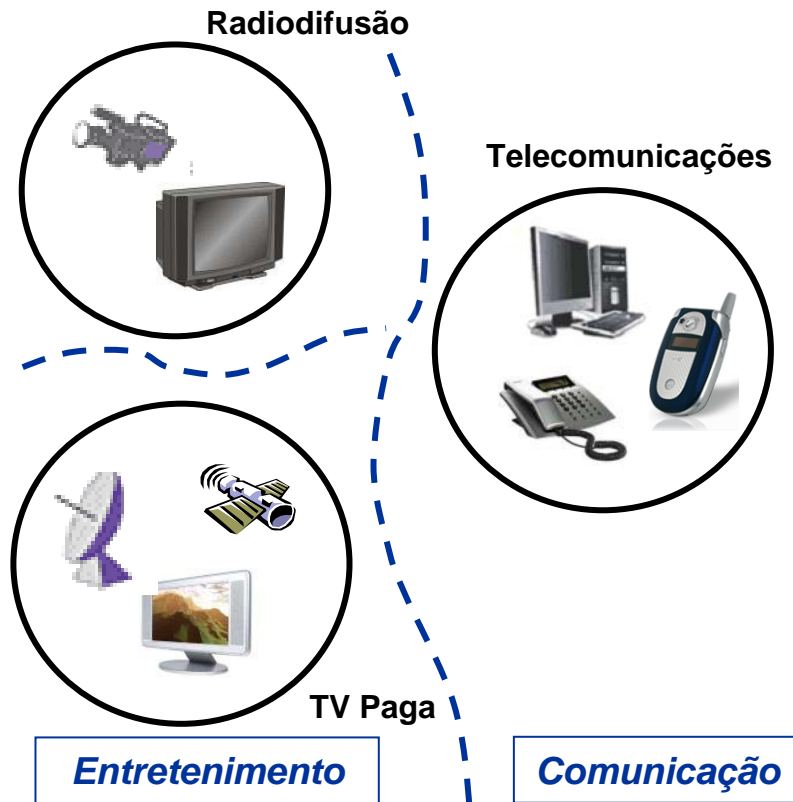 Radiodifusão
Telecomunicações
TV Paga
Entretenimento
Comunicação